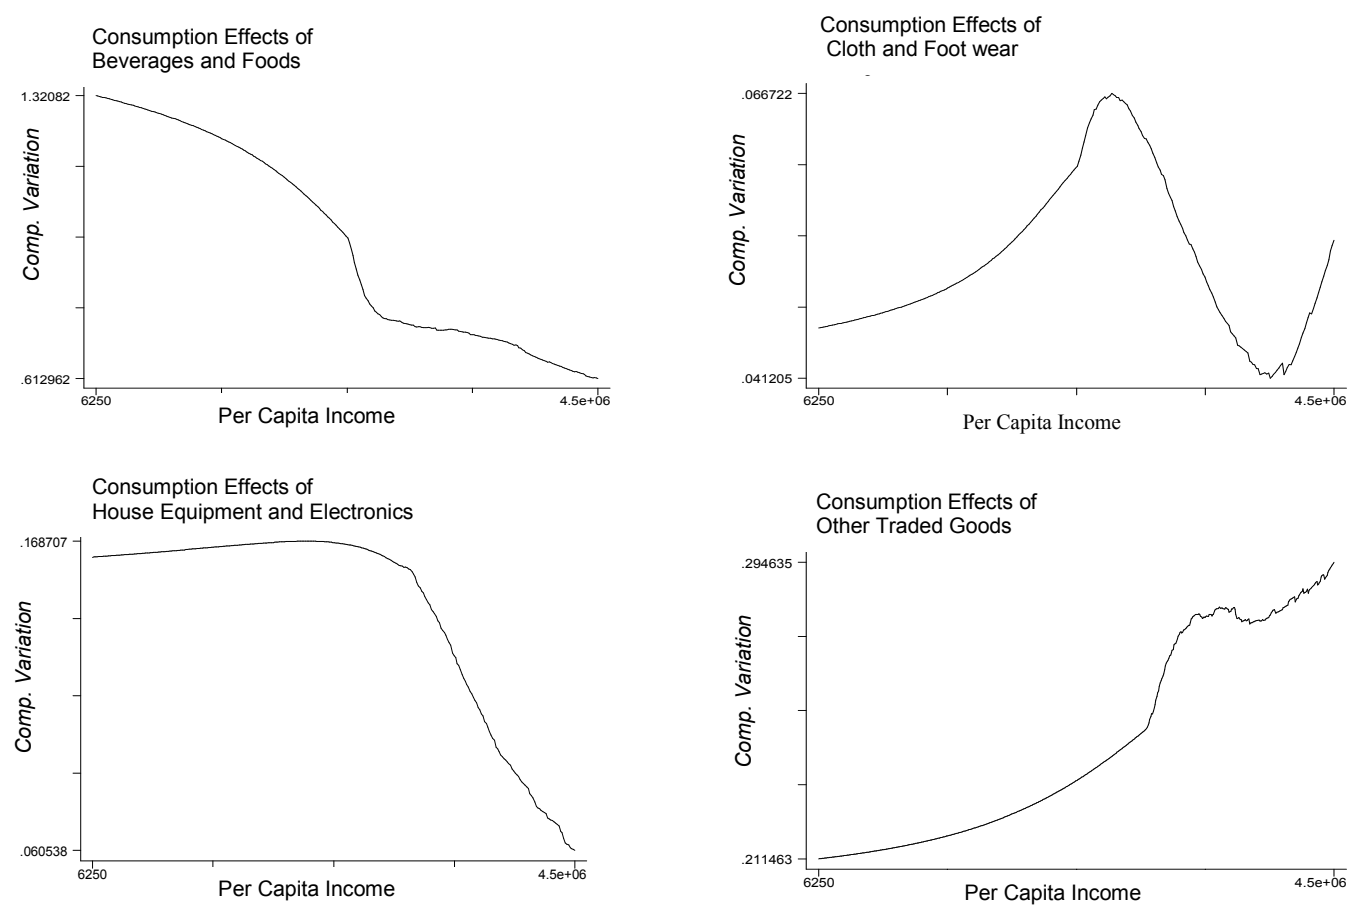 Consumption Effects of
Beverages and Foods
1.32082
Comp. Variation
.612962
6250
4.5e+06
Per Capita Income
Consumption Effects of
Cloth and Foot wear
.066722
Comp. Variation
.041205
6250
4.5e+06
Per Capita Income
Consumption Effects of
House Equipment and Electronics
.168707
Comp. Variation
.060538
6250
4.5e+06
Per Capita Income
Consumption Effects of
Other Traded Goods
.294635
Comp. Variation
.211463
6250
4.5e+06
Per Capita Income